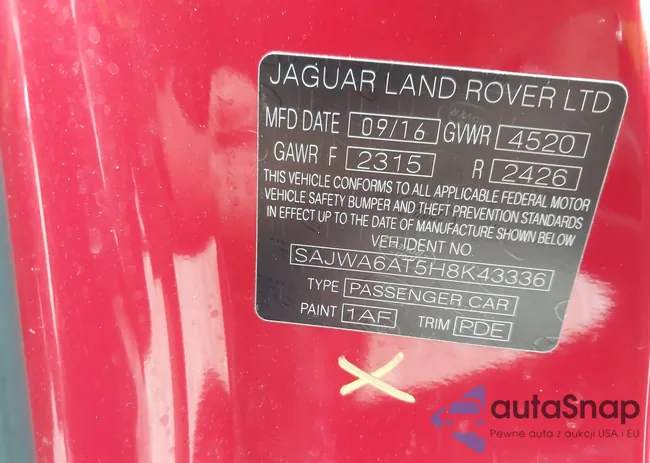 JAGUAR LAND ROVER LTD
MFD DATE 09/16 GVWR 4520
GAWR F 2315 R 2426
THIS VEHICLE CONFORMS TO ALL APPLICABLE FEDERAL MOTOR
VEHICLE SAFETY BUMPER AND THEFT PREVENTION STANDARDS
IN EFFECT UP TO THE DATE OF MANUFACTURE SHOWN BELOW
VEH IDENT NO
SAJWA6AT5H8K43336
TYPE PASSENGER CAR
PAINT 1AF TRIM PDE
autaSnap
Pewne auta z aukcji USA i EU